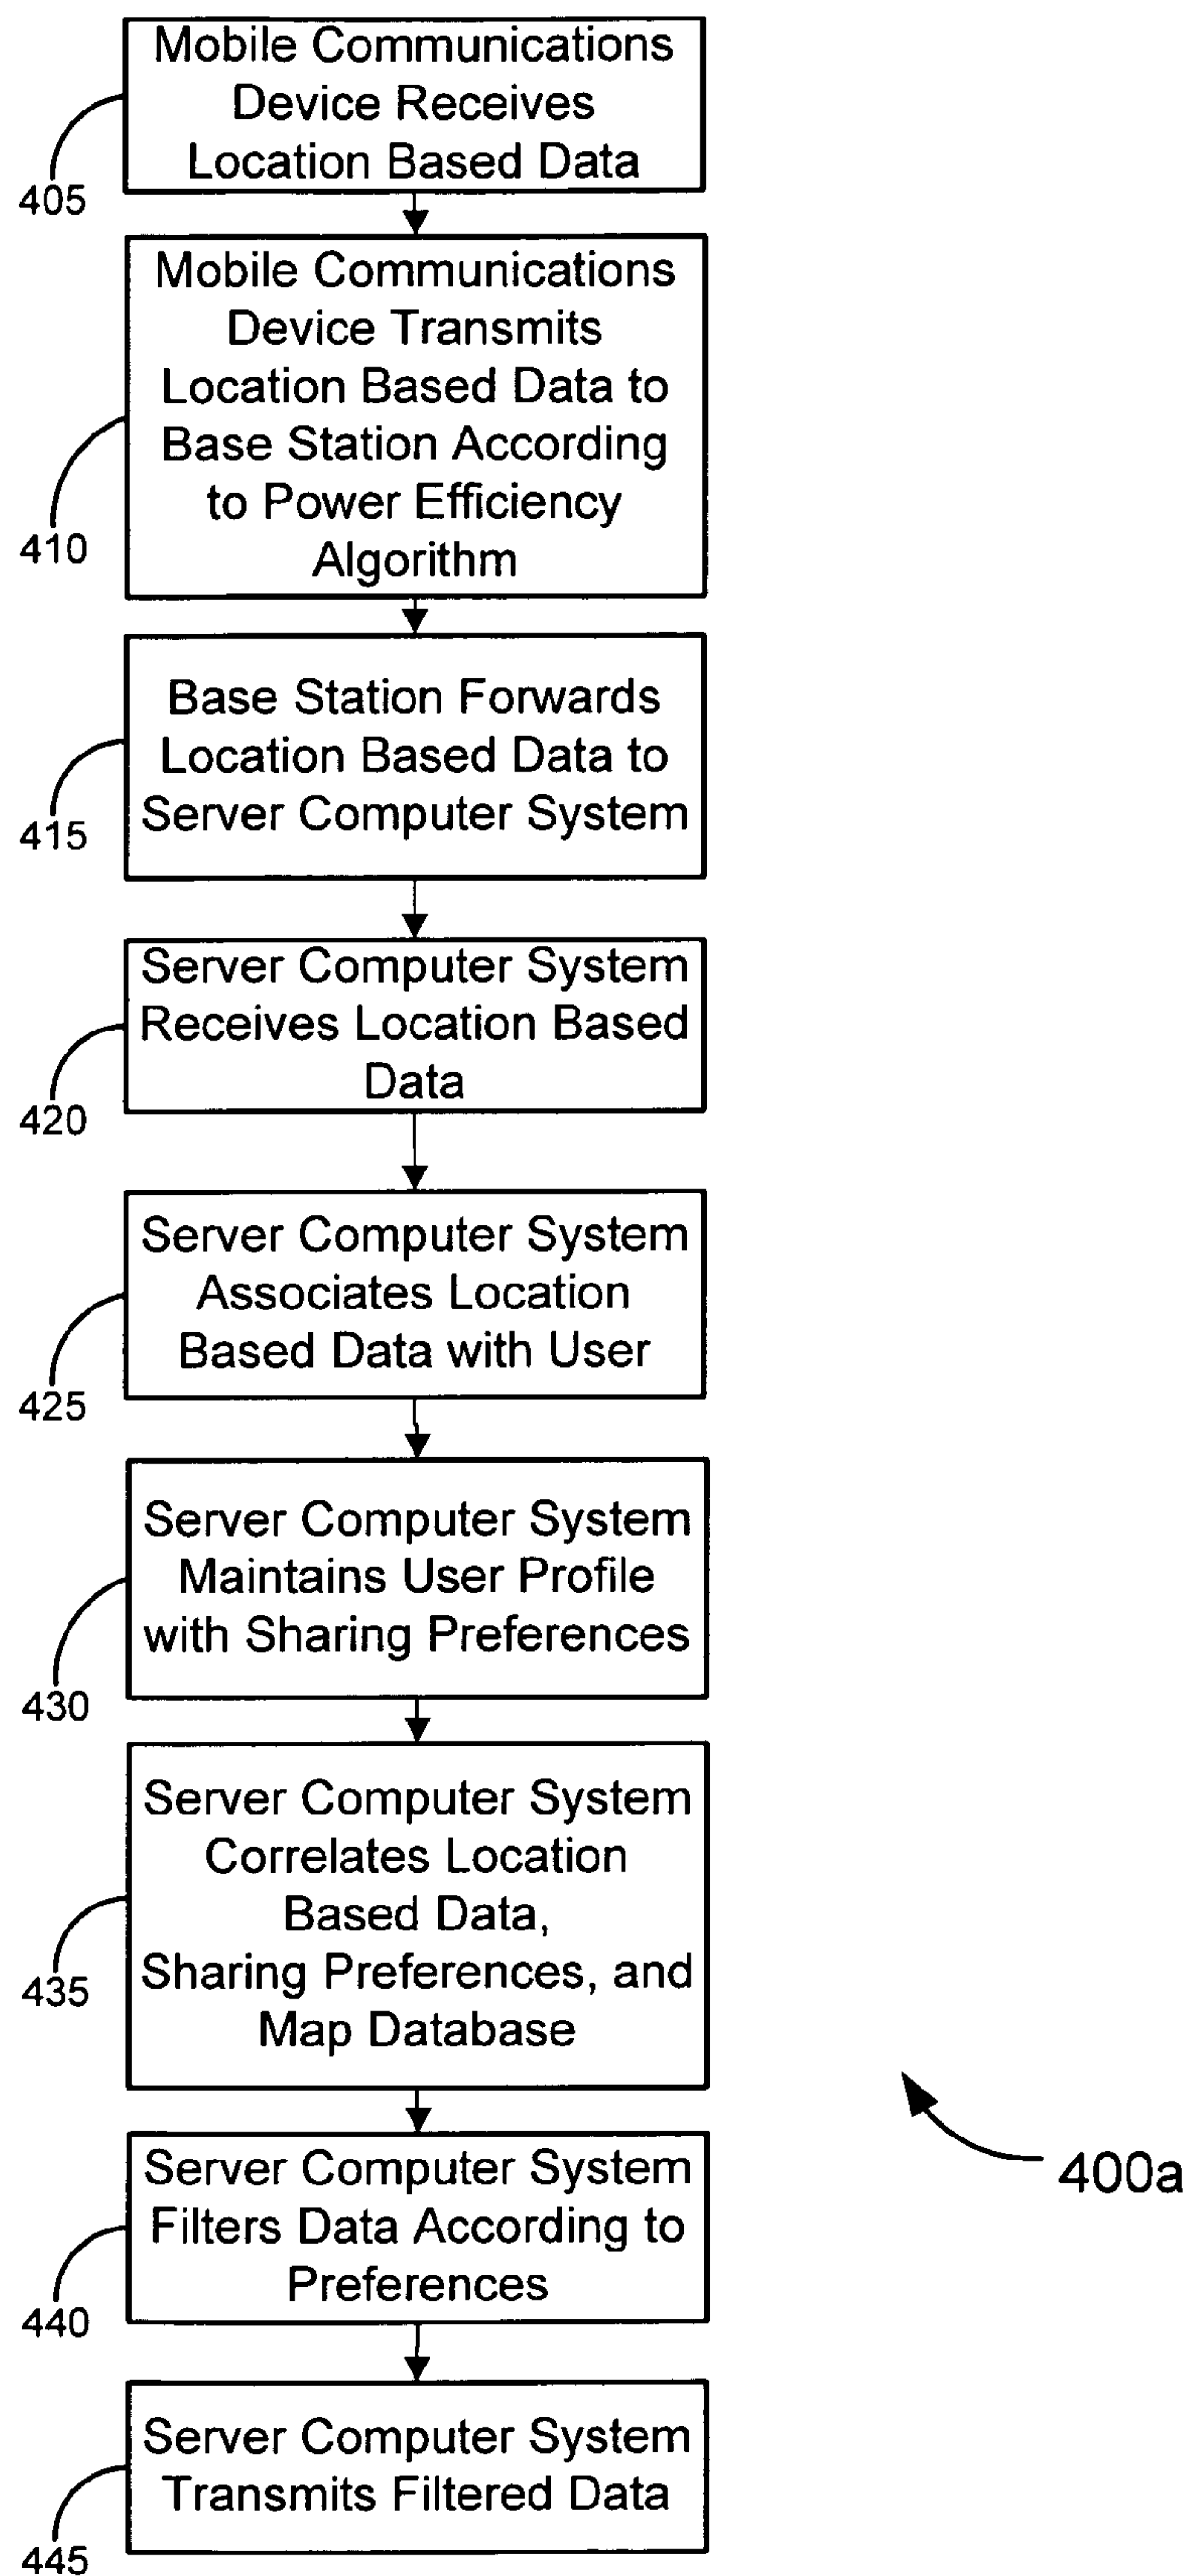 Mobile Communications
Device Receives
Location Based Data
405
Mobile Communications
Device Transmits
Location Based Data to
Base Station According
to Power Efficiency
Algorithm
410
Base Station Forwards
Location Based Data to
Server Computer System
415
Server Computer System
Receives Location Based
Data
420
Server Computer System
Associates Location
Based Data with User
425
Server Computer System
Maintains User Profile
with Sharing Preferences
430
Server Computer System
Correlates Location
Based Data,
Sharing Preferences, and
Map Database
435
400a
Server Computer System
Filters Data According to
Preferences
440
Server Computer System
Transmits Filtered Data
445